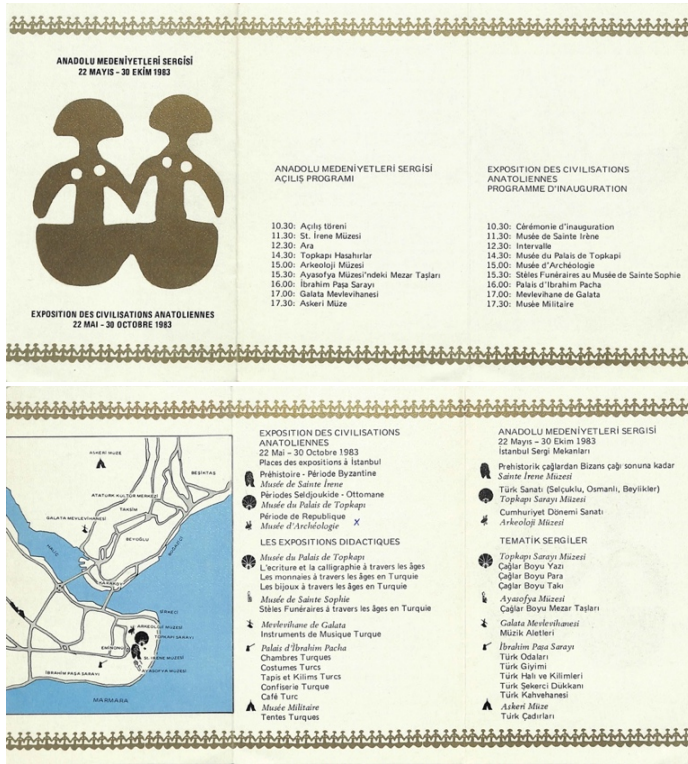 ANADOLU MEDENİYETLERİ SERGİSİ
22 MAYIS - 30 EKİM 1983
EXPOSITION DES CIVILISATIONS ANATOLIENNES
22 MAI - 30 OCTOBRE 1983
ANADOLU MEDENİYETLERİ SERGİSİ
AÇILIŞ PROGRAMI
10.30: Açılış töreni
11.30: St. İrene Müzesi
12.30: Ara
14.30: Topkapı Hasahırlar
15.00: Arkeoloji Müzesi
15.30: Ayasofya Müzesi'ndeki Mezar Taşları
16.00: İbrahim Paşa Sarayı
17.00: Galata Mevlevihanesi
17.30: Askeri Müze
EXPOSITION DES CIVILISATIONS
ANATOLIENNES
PROGRAMME D'INAUGURATION
10.30: Cérémonie d'inauguration
11.30: Musée de Sainte Irène
12.30: Intervalle
14.30: Musée du Palais de Topkapi
15.00: Musée d'Archéologie
15.30: Stèles Funéraires au Musée de Sainte Sophie
16.00: Palais d'Ibrahim Pacha
17.00: Mevlevihane de Galata
17.30: Musée Militaire
ASKERİ MÜZE
BEŞİKTAŞ
ATATÜRK KÜLTÜR MERKEZİ
TAKSİM
GALATA MEVLEVİHANESİ
BEYOĞLU
BOĞAZİÇİ
HALİÇ
KARAKÖY
SİRKECİ
ARKEOLOJİ MÜZESİ
TOPKAPI SARAYI
EMİNÖNÜ
ST. İRENE MÜZESİ
İBRAHİM PAŞA SARAYI
AYASOFYA MÜZESİ
MARMARA
EXPOSITION DES CIVILISATIONS
ANATOLIENNES
22 Mai - 30 Octobre 1983
Places des expositions à İstanbul
Préhistoire - Période Byzantine
Musée de Sainte Irene
Périodes Seldjoukide - Ottomane
Musée du Palais de Topkapı
Période de Republique
Musée d'Archéologie x
LES EXPOSITIONS DIDACTIQUES
Musée du Palais de Topkapı
L'ecriture et la calligraphie à travers les âges
Les monnaies à travers les âges en Turquie
Les bijoux à travers les âges en Turquie
Musée de Sainte Sophie
Stèles Funéraires à travers les âges en Turquie
Mevlevihane de Galata
Instruments de Musique Turque
Palais d'İbrahim Pacha
Chambres Turques
Costumes Turcs
Tapis et Kilims Turcs
Confiserie Turque
Café Turc
Musée Militaire
Tentes Turques
ANADOLU MEDENİYETLERİ SERGİSİ
22 Mayıs - 30 Ekim 1983
İstanbul Sergi Mekanları
Prehistorik çağlardan Bizans çağı sonuna kadar
Sainte İrene Müzesi
Türk Sanatı (Selçuklu, Osmanlı, Beylikler)
Topkapı Sarayı Müzesi
Cumhuriyet Dönemi Sanatı
Arkeoloji Müzesi
TEMATİK SERGİLER
Topkapı Sarayı Müzesi
Çağlar Boyu Yazı
Çağlar Boyu Para
Çağlar Boyu Takı
Ayasofya Müzesi
Çağlar Boyu Mezar Taşları
Galata Mevlevihanesi
Müzik Aletleri
İbrahim Paşa Sarayı
Türk Odaları
Türk Giyimi
Türk Halı ve Kilimleri
Türk Şekerci Dükkanı
Türk Kahvehanesi
Askeri Müze
Türk Çadırları